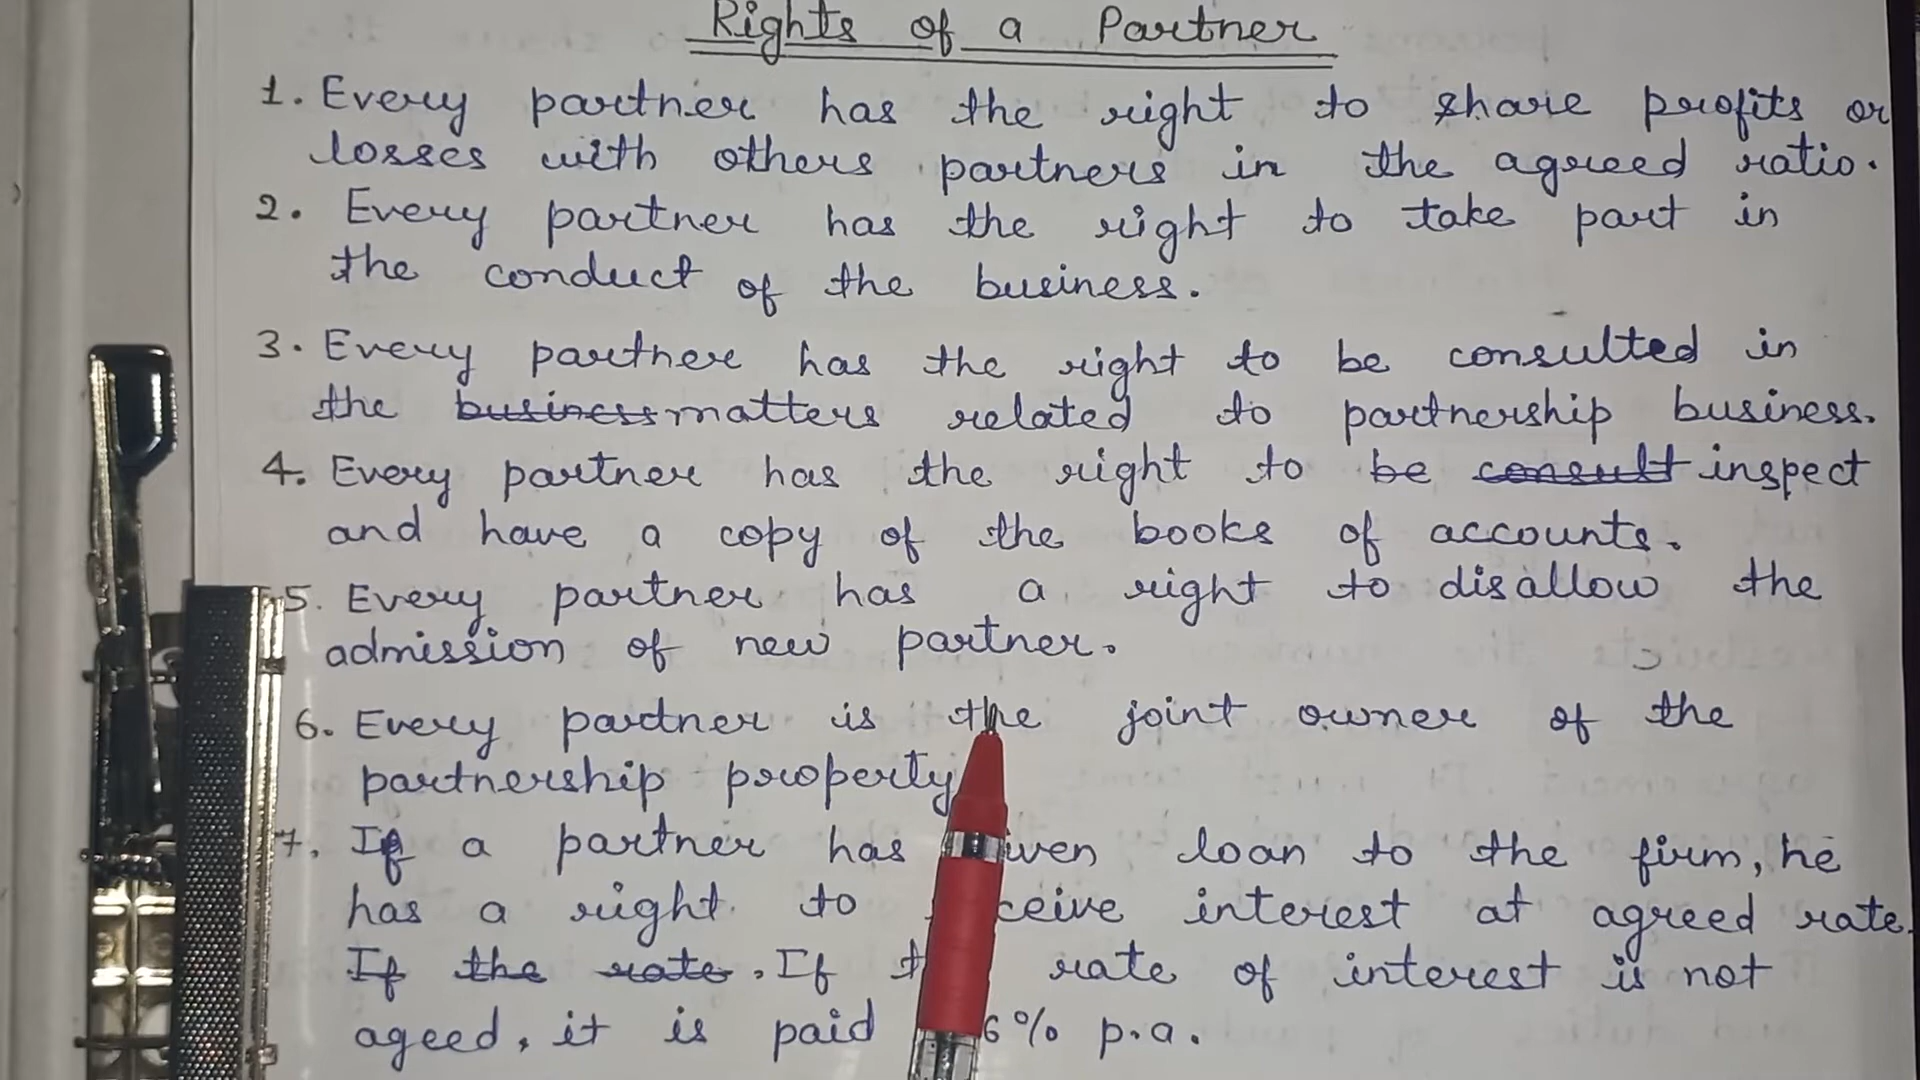 Rights of a Partner
1. Every partner has the right to share profits or
losses with others partners in the agreed ratio.
2. Every partner has the right to take part in
the conduct of the business.
3. Every partner has the right to be consulted in
the business matters related to partnership business.
4. Every partner has the right to be consult inspect
and have a copy of the books of accounts.
5. Every partner has a right to disallow the
admission of new partner.
6. Every partner is the joint owner of the
partnership property
7. If a partner has iven loan to the firm, he
has a right to ceive interest at agreed rate.
If the rate. If t rate of interest is not
ageed, it is paid 6% p.a.